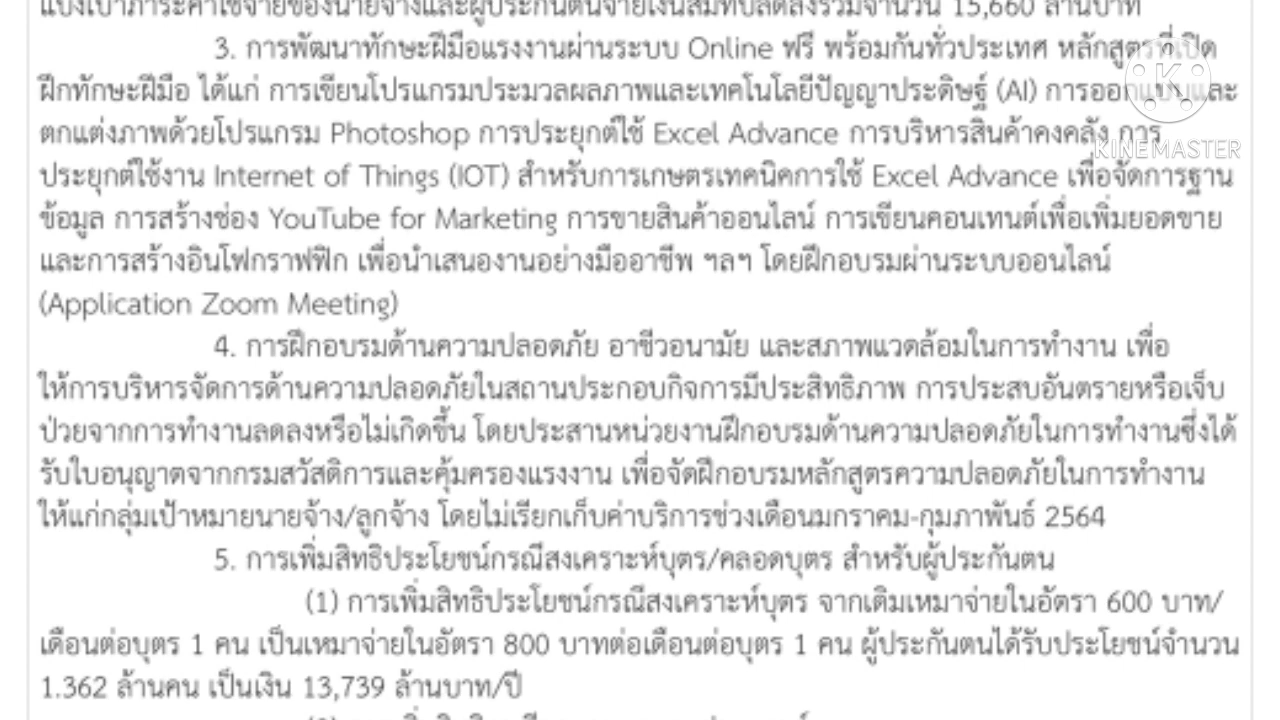 แบ่งเบาภาระค่าใช้จ่ายของนายจ้างและผู้ประกันตนจ่ายเงินสมทบลดลงรวมจำนวน 15,660 ล้านบาท
3. การพัฒนาทักษะฝีมือแรงงานผ่านระบบ Online ฟรี พร้อมกันทั่วประเทศ หลักสูตรที่เปิด
ฝึกทักษะฝีมือ ได้แก่ การเขียนโปรแกรมประมวลผลภาพและเทคโนโลยีปัญญาประดิษฐ์ (AI) การออกแบบและ
ตกแต่งภาพด้วยโปรแกรม Photoshop การประยุกต์ใช้ Excel Advance การบริหารสินค้าคงคลัง การ
KINEMASTER
ประยุกต์ใช้งาน Internet of Things (IOT) สำหรับการเกษตรเทคนิคการใช้ Excel Advance เพื่อจัดการฐาน
ข้อมูล การสร้างช่อง YouTube for Marketing การขายสินค้าออนไลน์ การเขียนคอนเทนต์เพื่อเพิ่มยอดขาย
และการสร้างอินโฟกราฟฟิก เพื่อนำเสนองานอย่างมืออาชีพ ฯลฯ โดยฝึกอบรมผ่านระบบออนไลน์
(Application Zoom Meeting)
4. การฝึกอบรมด้านความปลอดภัย อาชีวอนามัย และสภาพแวดล้อมในการทำงาน เพื่อ
ให้การบริหารจัดการด้านความปลอดภัยในสถานประกอบกิจการมีประสิทธิภาพ การประสบอันตรายหรือเจ็บ
ป่วยจากการทำงานลดลงหรือไม่เกิดขึ้น โดยประสานหน่วยงานฝึกอบรมด้านความปลอดภัยในการทำงานซึ่งได้
รับใบอนุญาตจากกรมสวัสดิการและคุ้มครองแรงงาน เพื่อจัดฝึกอบรมหลักสูตรความปลอดภัยในการทำงาน
ให้แก่กลุ่มเป้าหมายนายจ้าง/ลูกจ้าง โดยไม่เรียกเก็บค่าบริการช่วงเดือนมกราคม-กุมภาพันธ์ 2564
5. การเพิ่มสิทธิประโยชน์กรณีสงเคราะห์บุตร/คลอดบุตร สำหรับผู้ประกันตน
(1) การเพิ่มสิทธิประโยชน์กรณีสงเคราะห์บุตร จากเดิมเหมาจ่ายในอัตรา 600 บาท/
เดือนต่อบุตร 1 คน เป็นเหมาจ่ายในอัตรา 800 บาทต่อเดือนต่อบุตร 1 คน ผู้ประกันตนได้รับประโยชน์จำนวน
1.362 ล้านคน เป็นเงิน 13,739 ล้านบาท/ปี